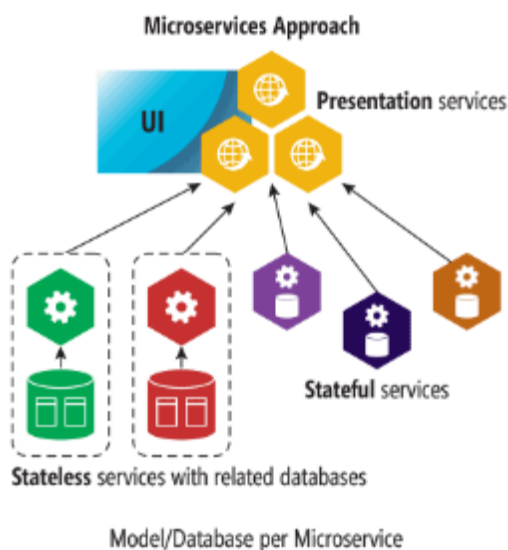 Microservices Approach
UI
Presentation services
Stateful services
Stateless services with related databases
Model/Database per Microservice